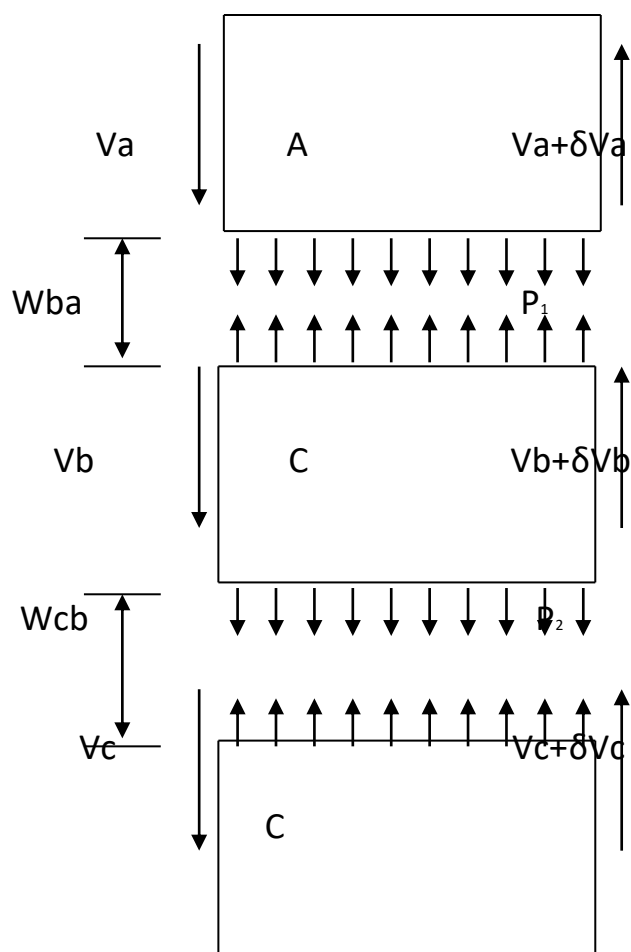 Va A Va+δVa
Wba P₁
Vb C Vb+δVb
Wcb P₂
Vc Vc+δVc
C